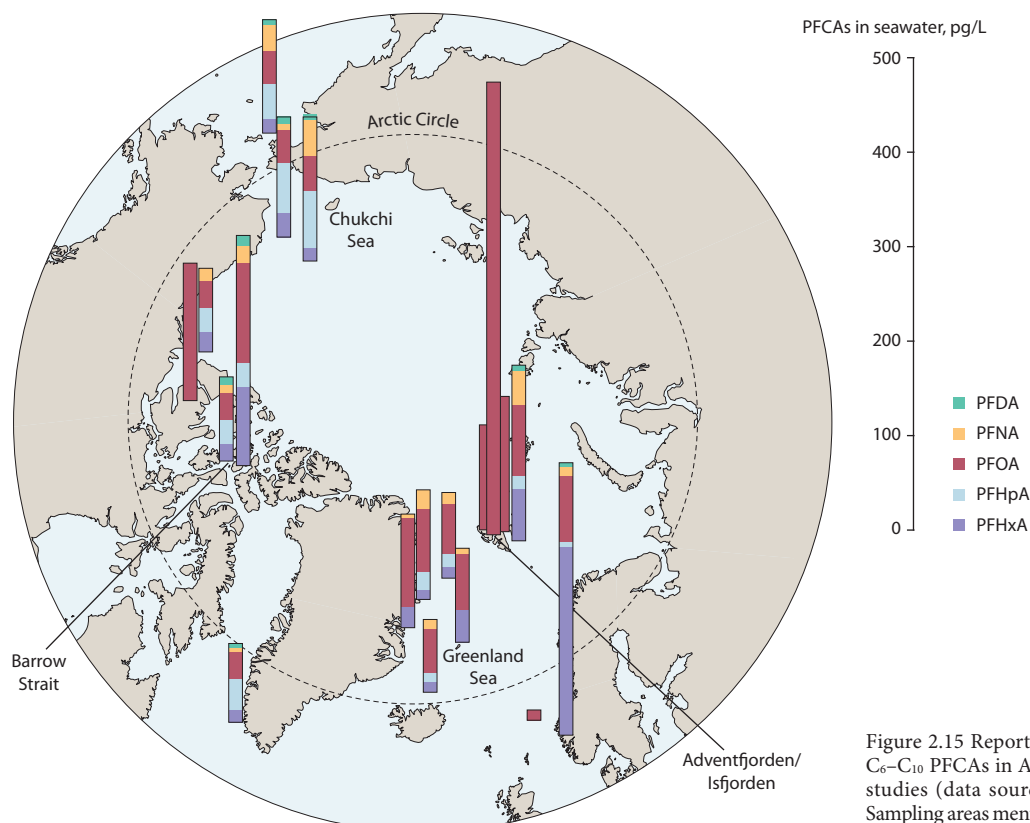 PFCAs in seawater, pg/L
500
400
300
200
100
0
Arctic Circle
Chukchi
Sea
PFDA
PFNA
PFOA
PFHpA
PFHxA
Barrow
Strait
Greenland
Sea
Adventfjorden/
Isfjorden
Figure 2.15 Report
C₆–C₁₀ PFCAs in A
studies (data sour
Sampling areas men